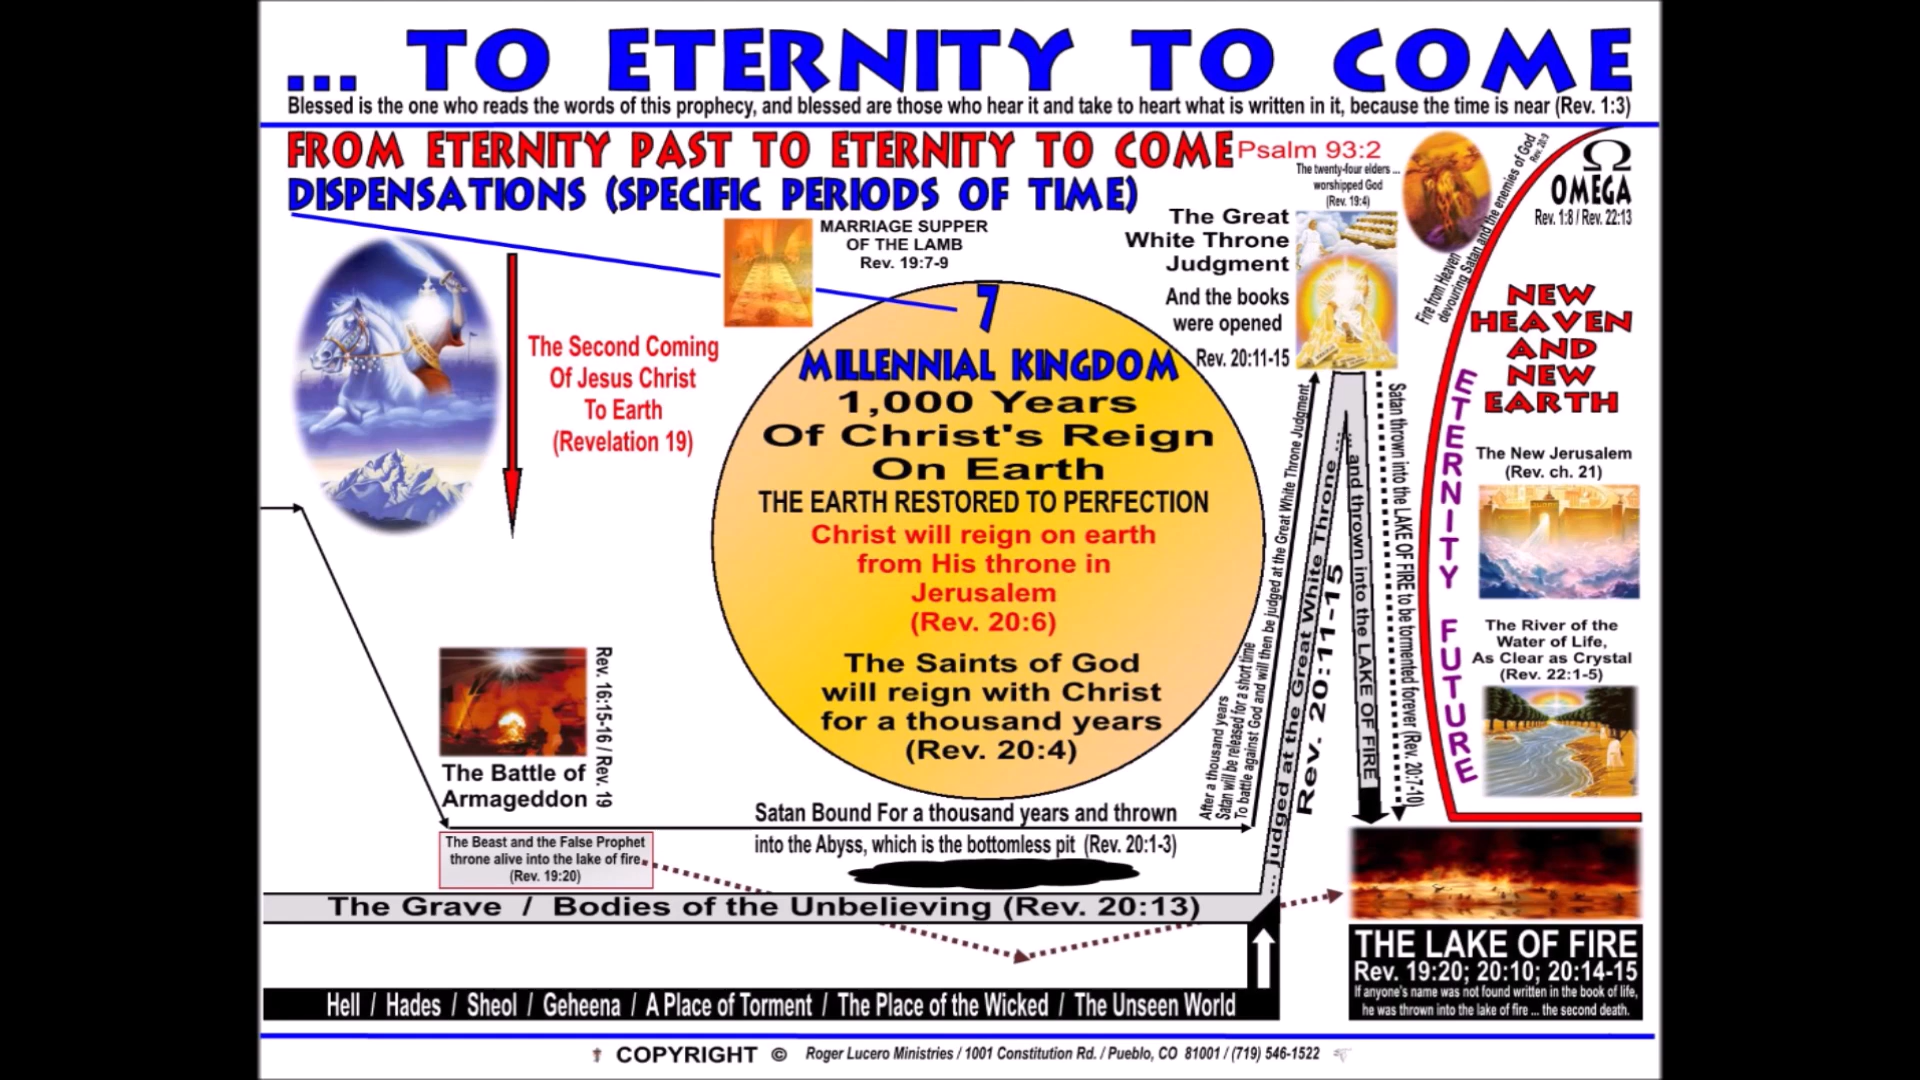 ... TO ETERNITY TO COME
Blessed is the one who reads the words of this prophecy, and blessed are those who hear it and take to heart what is written in it, because the time is near (Rev. 1:3)
FROM ETERNITY PAST TO ETERNITY TO COME Psalm 93:2
DISPENSATIONS (SPECIFIC PERIODS OF TIME)
The Second Coming
Of Jesus Christ
To Earth
(Revelation 19)
MARRIAGE SUPPER
OF THE LAMB
Rev. 19:7-9
7
MILLENNIAL KINGDOM
1,000 Years
Of Christ's Reign
On Earth
THE EARTH RESTORED TO PERFECTION
Christ will reign on earth
from His throne in
Jerusalem
(Rev. 20:6)
The Saints of God
will reign with Christ
for a thousand years
(Rev. 20:4)
The Battle of
Armageddon
Rev. 16:15-16 / Rev. 19
The Beast and the False Prophet
throne alive into the lake of fire
(Rev. 19:20)
Satan Bound For a thousand years and thrown
into the Abyss, which is the bottomless pit (Rev. 20:1-3)
After a thousand years
Satan will be released for a short time
To battle against God and will then be judged at the Great White Throne Judgment
The twenty-four elders ...
worshipped God
(Rev. 19:4)
The Great
White Throne
Judgment
And the books
were opened
Rev. 20:11-15
... judged at the Great White Throne ...
Rev. 20:11-15
... and thrown into the LAKE OF FIRE
Satan thrown into the LAKE OF FIRE to be tormented forever (Rev. 20:7-10)
Fire from Heaven
devouring Satan and the enemies of God
Rev. 20:9
Ω
OMEGA
Rev. 1:8 / Rev. 22:13
NEW
HEAVEN
AND
NEW
EARTH
ETERNITY FUTURE
The New Jerusalem
(Rev. ch. 21)
The River of the
Water of Life,
As Clear as Crystal
(Rev. 22:1-5)
The Grave / Bodies of the Unbelieving (Rev. 20:13)
Hell / Hades / Sheol / Geheena / A Place of Torment / The Place of the Wicked / The Unseen World
THE LAKE OF FIRE
Rev. 19:20; 20:10; 20:14-15
If anyone's name was not found written in the book of life,
he was thrown into the lake of fire ... the second death.
COPYRIGHT © Roger Lucero Ministries / 1001 Constitution Rd. / Pueblo, CO 81001 / (719) 546-1522